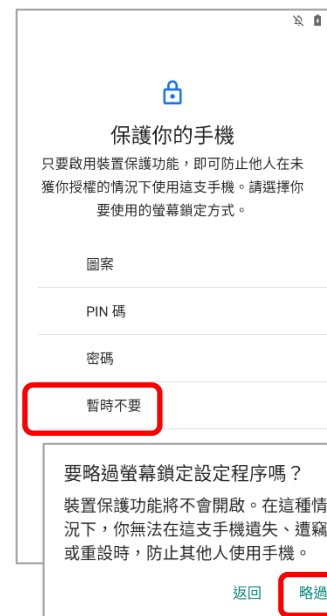 保護你的手機
只要啟用裝置保護功能，即可防止他人在未
獲你授權的情況下使用這支手機。請選擇你
要使用的螢幕鎖定方式。
圖案
PIN 碼
密碼
暫時不要
要略過螢幕鎖定設定程序嗎？
裝置保護功能將不會開啟。在這種情
況下，你無法在這支手機遺失、遭竊
或重設時，防止其他人使用手機。
返回 略過